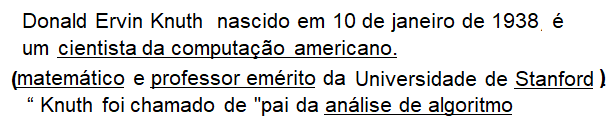 Donald Ervin Knuth nascido em 10 de janeiro de 1938 é
um cientista da computação americano.
(matemático e professor emérito da Universidade de Stanford )
“ Knuth foi chamado de "pai da análise de algoritmo